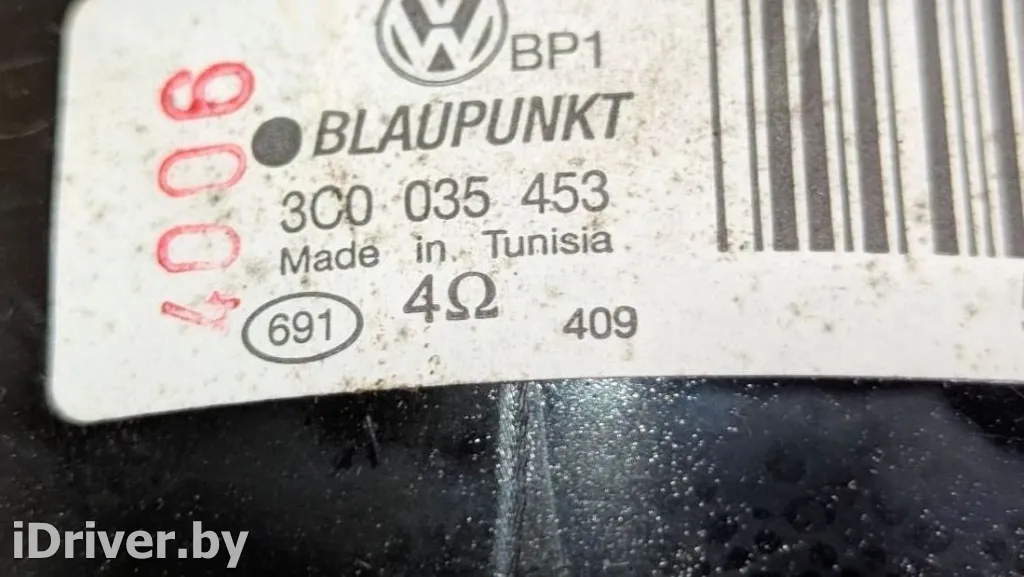 BP1
BLAUPUNKT
3C0 035 453
Made in Tunisia
4Ω
691
409
4006
iDriver.by